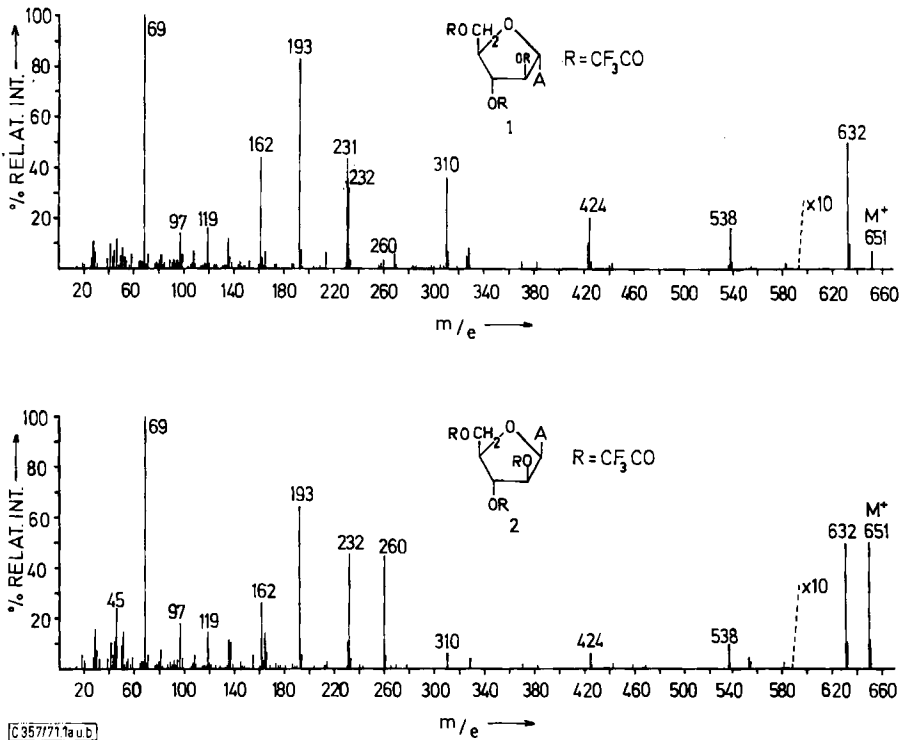 100
80
60
40
20
% RELAT. INT.
69
97
119
162
193
231
232
260
310
424
538
x10
632
M+
651
ROCH2
O
OR
A
OR
1
R=CF3CO
20 60 100 140 180 220 260 300 340 380 420 460 500 540 580 620 660
m/e
100
80
60
40
20
% RELAT. INT.
45
69
97
119
162
193
232
260
310
424
538
x10
632
M+
651
ROCH2
O
A
RO
OR
2
R=CF3CO
20 60 100 140 180 220 260 300 340 380 420 460 500 540 580 620 660
m/e
C357/71.1a u.b